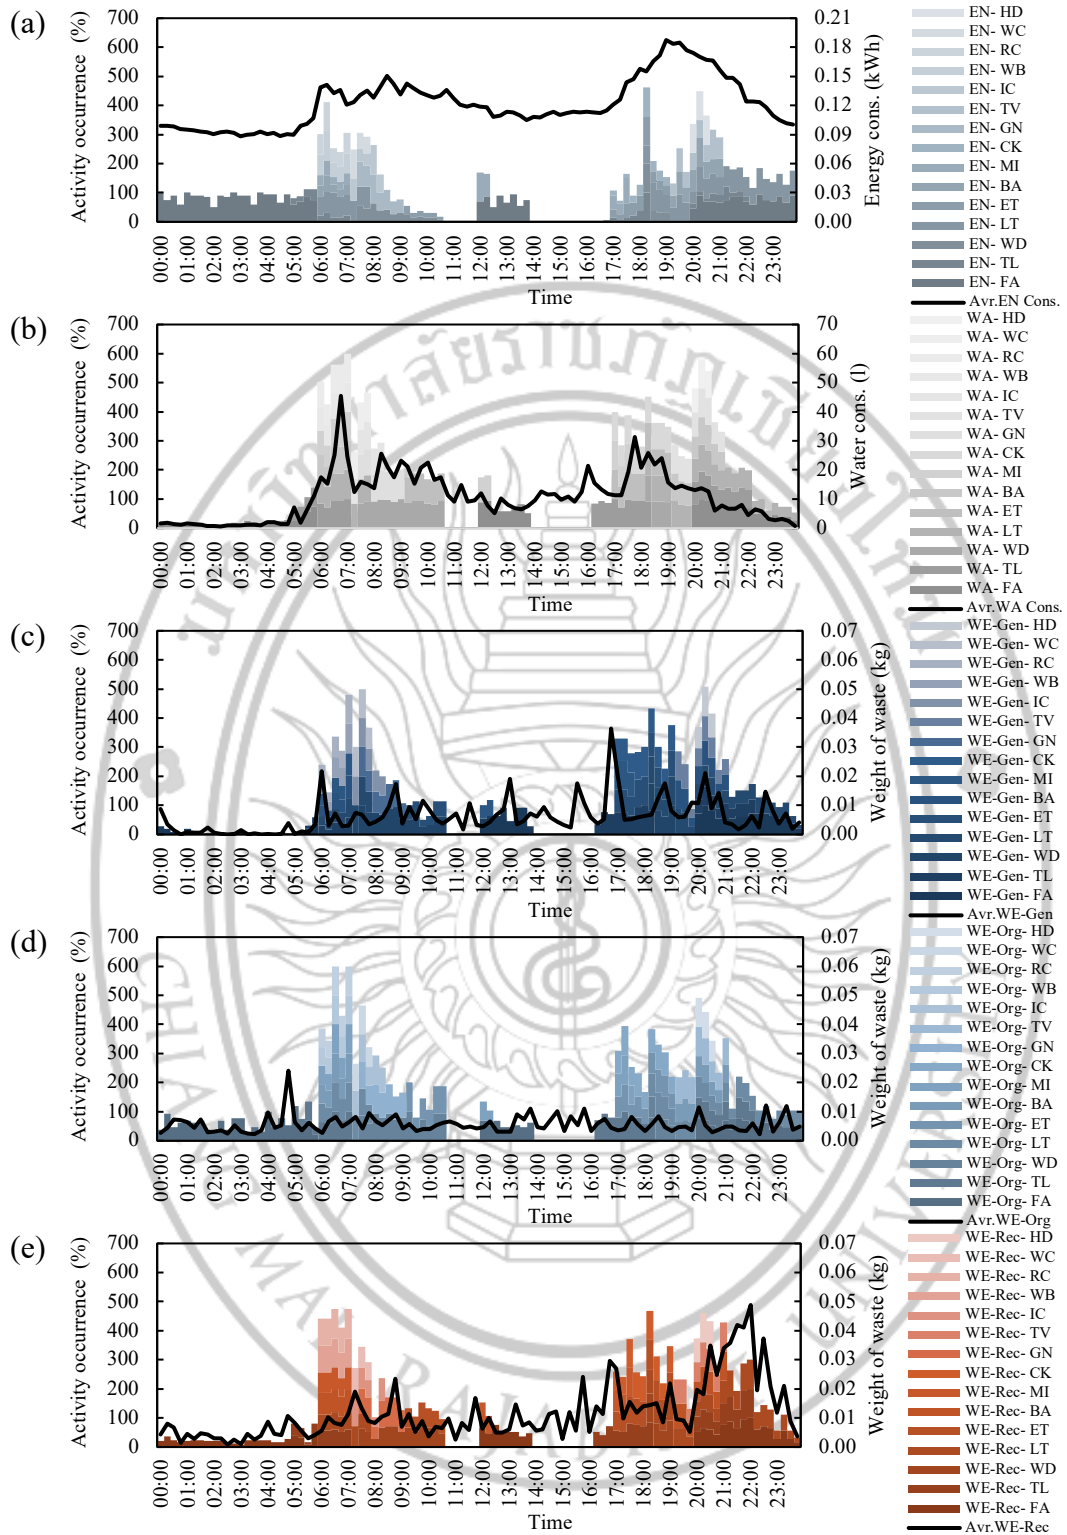 (a)
Activity occurrence (%)
700
600
500
400
300
200
100
0
0.21
0.18
0.15
0.12
0.09
0.06
0.03
0.00
Energy cons. (kWh)
00:00 01:00 02:00 03:00 04:00 05:00 06:00 07:00 08:00 09:00 10:00 11:00 12:00 13:00 14:00 15:00 16:00 17:00 18:00 19:00 20:00 21:00 22:00 23:00
Time
EN- HD
EN- WC
EN- RC
EN- WB
EN- IC
EN- TV
EN- GN
EN- CK
EN- MI
EN- BA
EN- ET
EN- LT
EN- WD
EN- TL
EN- FA
Avr.EN Cons.
(b)
Activity occurrence (%)
700
600
500
400
300
200
100
0
70
60
50
40
30
20
10
0
Water cons. (l)
00:00 01:00 02:00 03:00 04:00 05:00 06:00 07:00 08:00 09:00 10:00 11:00 12:00 13:00 14:00 15:00 16:00 17:00 18:00 19:00 20:00 21:00 22:00 23:00
Time
WA- HD
WA- WC
WA- RC
WA- WB
WA- IC
WA- TV
WA- GN
WA- CK
WA- MI
WA- BA
WA- ET
WA- LT
WA- WD
WA- TL
WA- FA
Avr.WA Cons.
(c)
Activity occurrence (%)
700
600
500
400
300
200
100
0
0.07
0.06
0.05
0.04
0.03
0.02
0.01
0.00
Weight of waste (kg)
00:00 01:00 02:00 03:00 04:00 05:00 06:00 07:00 08:00 09:00 10:00 11:00 12:00 13:00 14:00 15:00 16:00 17:00 18:00 19:00 20:00 21:00 22:00 23:00
Time
WE-Gen- HD
WE-Gen- WC
WE-Gen- RC
WE-Gen- WB
WE-Gen- IC
WE-Gen- TV
WE-Gen- GN
WE-Gen- CK
WE-Gen- MI
WE-Gen- BA
WE-Gen- ET
WE-Gen- LT
WE-Gen- WD
WE-Gen- TL
WE-Gen- FA
Avr.WE-Gen
(d)
Activity occurrence (%)
700
600
500
400
300
200
100
0
0.07
0.06
0.05
0.04
0.03
0.02
0.01
0.00
Weight of waste (kg)
00:00 01:00 02:00 03:00 04:00 05:00 06:00 07:00 08:00 09:00 10:00 11:00 12:00 13:00 14:00 15:00 16:00 17:00 18:00 19:00 20:00 21:00 22:00 23:00
Time
WE-Org- HD
WE-Org- WC
WE-Org- RC
WE-Org- WB
WE-Org- IC
WE-Org- TV
WE-Org- GN
WE-Org- CK
WE-Org- MI
WE-Org- BA
WE-Org- ET
WE-Org- LT
WE-Org- WD
WE-Org- TL
WE-Org- FA
Avr.WE-Org
(e)
Activity occurrence (%)
700
600
500
400
300
200
100
0
0.07
0.06
0.05
0.04
0.03
0.02
0.01
0.00
Weight of waste (kg)
00:00 01:00 02:00 03:00 04:00 05:00 06:00 07:00 08:00 09:00 10:00 11:00 12:00 13:00 14:00 15:00 16:00 17:00 18:00 19:00 20:00 21:00 22:00 23:00
Time
WE-Rec- HD
WE-Rec- WC
WE-Rec- RC
WE-Rec- WB
WE-Rec- IC
WE-Rec- TV
WE-Rec- GN
WE-Rec- CK
WE-Rec- MI
WE-Rec- BA
WE-Rec- ET
WE-Rec- LT
WE-Rec- WD
WE-Rec- TL
WE-Rec- FA
Avr.WE-Rec
มหาวิทยาลัยราชภัฏเชียงใหม่
CHIANG MAI RAJABHAT UNIVERSITY